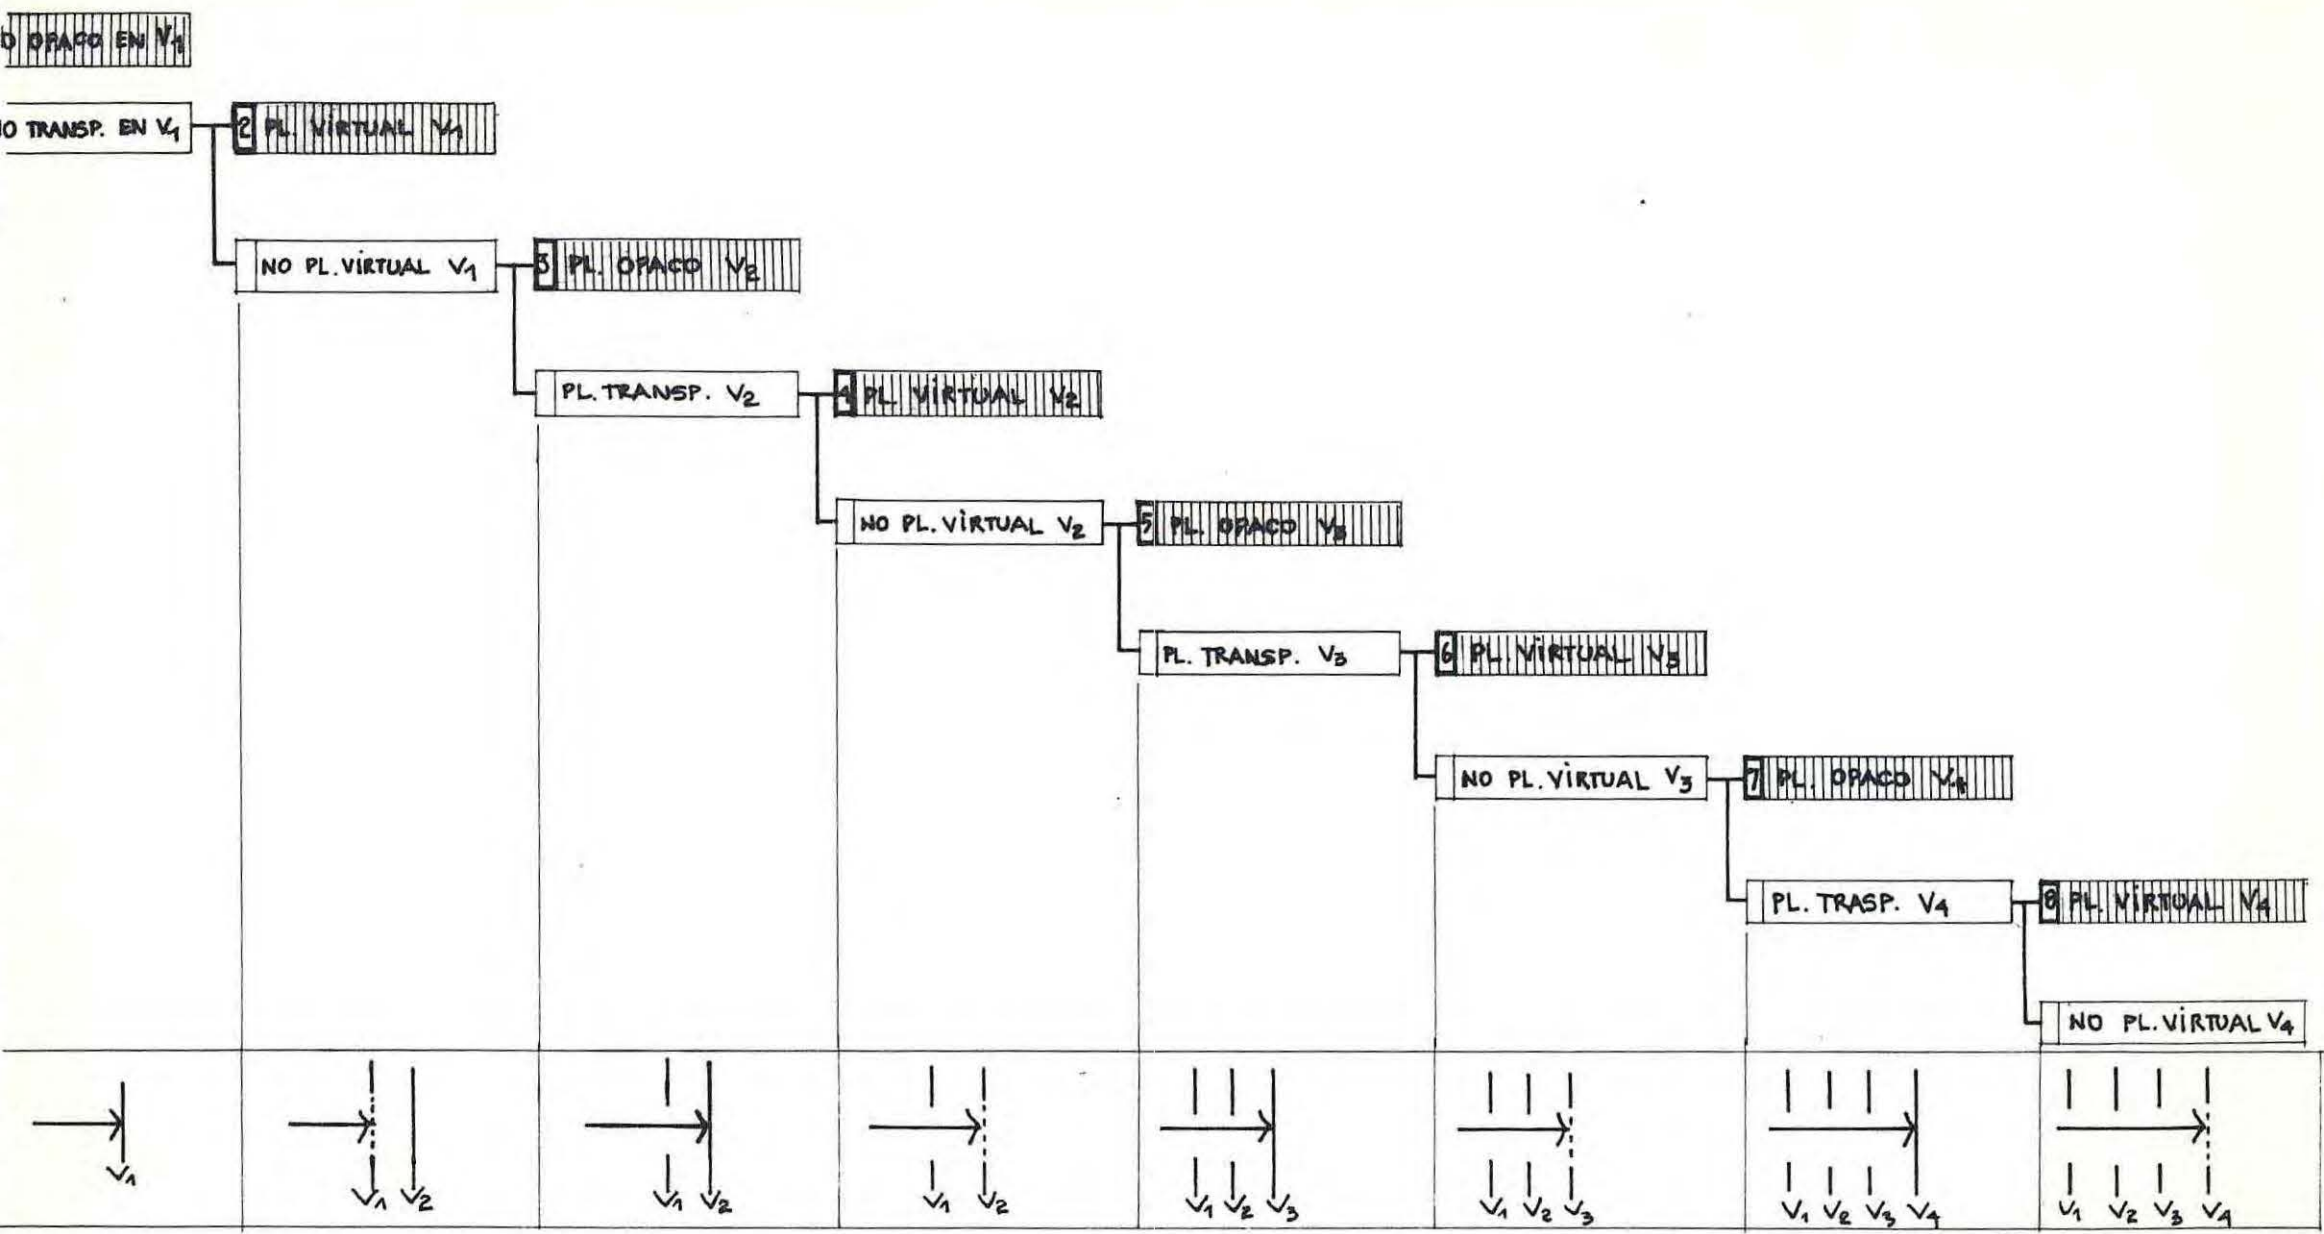 O OPACO EN V1
NO TRANSP. EN V1
2 PL. VIRTUAL V1
NO PL. VIRTUAL V1
3 PL. OPACO V2
PL. TRANSP. V2
4 PL. VIRTUAL V2
NO PL. VIRTUAL V2
5 PL. OPACO V3
PL. TRANSP. V3
6 PL. VIRTUAL V3
NO PL. VIRTUAL V3
7 PL. OPACO V4
PL. TRASP. V4
8 PL. VIRTUAL V4
NO PL. VIRTUAL V4
V1
V1 V2
V1 V2
V1 V2
V1 V2 V3
V1 V2 V3
V1 V2 V3 V4
V1 V2 V3 V4